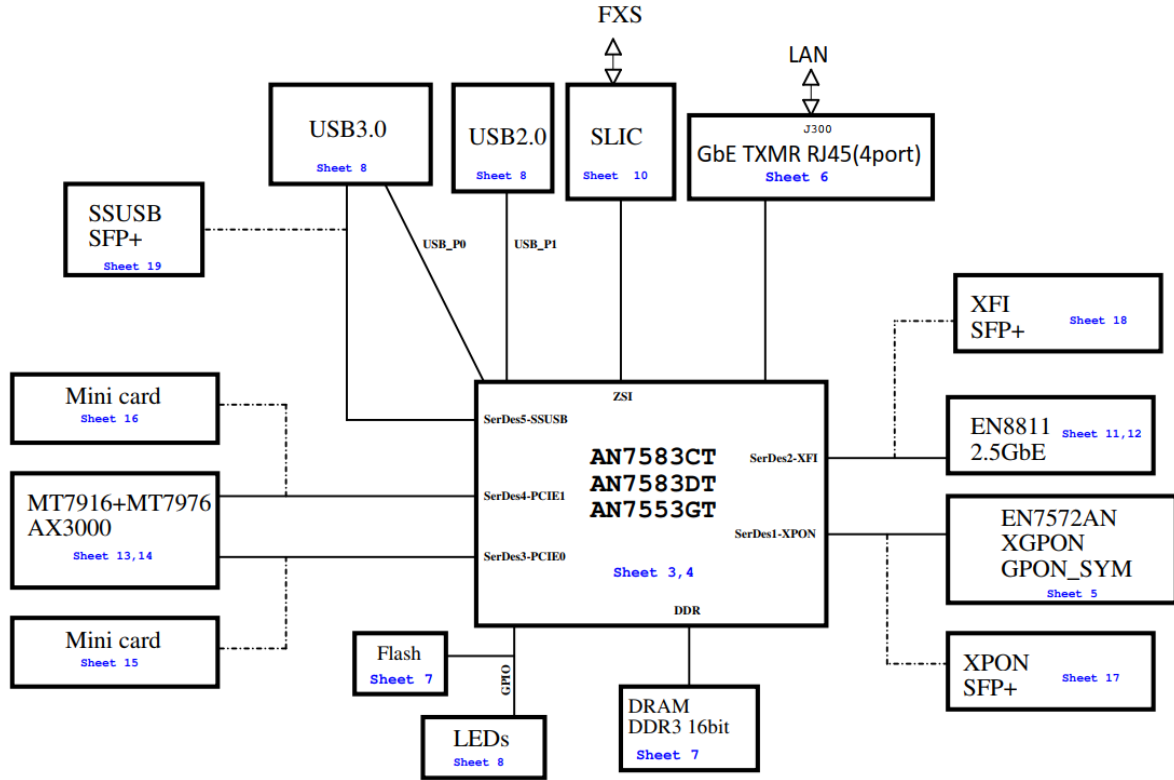 FXS
LAN
USB3.0
Sheet 8
USB2.0
Sheet 8
SLIC
Sheet 10
J300
GbE TXMR RJ45(4port)
Sheet 6
SSUSB
SFP+
Sheet 19
USB_P0
USB_P1
XFI
SFP+
Sheet 18
Mini card
Sheet 16
ZSI
SerDes5-SSUSB
AN7583CT
AN7583DT
AN7553GT
SerDes2-XFI
EN8811
2.5GbE
Sheet 11,12
MT7916+MT7976
AX3000
Sheet 13,14
SerDes4-PCIE1
SerDes3-PCIE0
SerDes1-XPON
Sheet 3,4
DDR
EN7572AN
XGPON
GPON_SYM
Sheet 5
Mini card
Sheet 15
Flash
Sheet 7
GPIO
LEDs
Sheet 8
DRAM
DDR3 16bit
Sheet 7
XPON
SFP+
Sheet 17